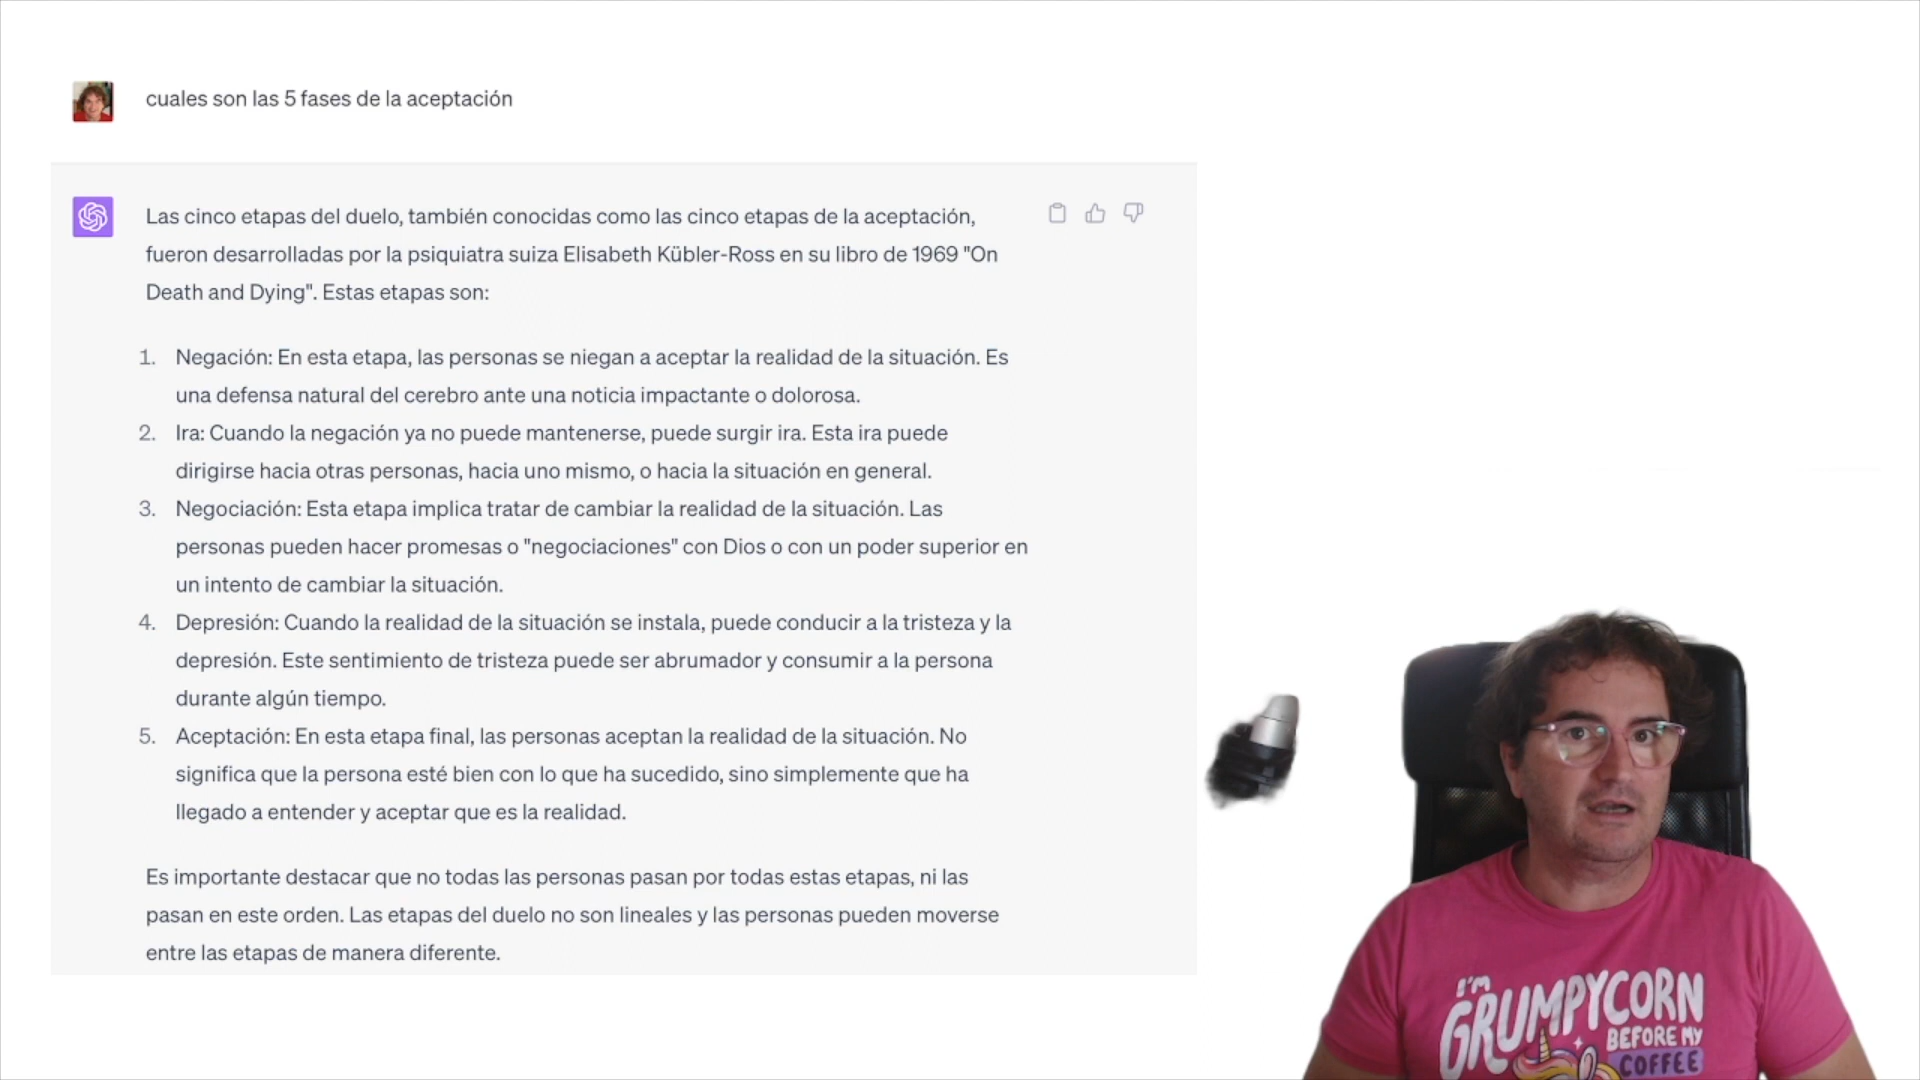 cuales son las 5 fases de la aceptación
Las cinco etapas del duelo, también conocidas como las cinco etapas de la aceptación,
fueron desarrolladas por la psiquiatra suiza Elisabeth Kübler-Ross en su libro de 1969 "On
Death and Dying". Estas etapas son:
1. Negación: En esta etapa, las personas se niegan a aceptar la realidad de la situación. Es
una defensa natural del cerebro ante una noticia impactante o dolorosa.
2. Ira: Cuando la negación ya no puede mantenerse, puede surgir ira. Esta ira puede
dirigirse hacia otras personas, hacia uno mismo, o hacia la situación en general.
3. Negociación: Esta etapa implica tratar de cambiar la realidad de la situación. Las
personas pueden hacer promesas o "negociaciones" con Dios o con un poder superior en
un intento de cambiar la situación.
4. Depresión: Cuando la realidad de la situación se instala, puede conducir a la tristeza y la
depresión. Este sentimiento de tristeza puede ser abrumador y consumir a la persona
durante algún tiempo.
5. Aceptación: En esta etapa final, las personas aceptan la realidad de la situación. No
significa que la persona esté bien con lo que ha sucedido, sino simplemente que ha
llegado a entender y aceptar que es la realidad.
Es importante destacar que no todas las personas pasan por todas estas etapas, ni las
pasan en este orden. Las etapas del duelo no son lineales y las personas pueden moverse
entre las etapas de manera diferente.
I'M
GRUMPYCORN
BEFORE MY
COFFEE